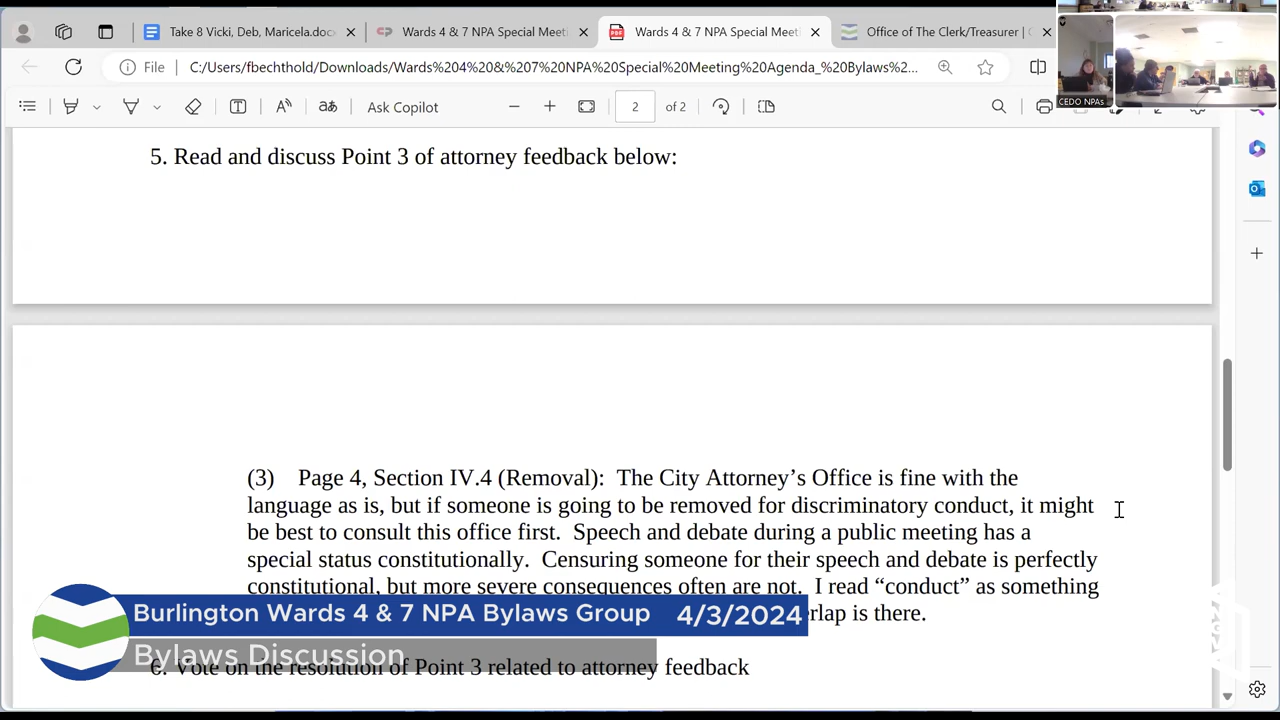 Take 8 Vicki, Deb, Maricela.doc
Wards 4 & 7 NPA Special Meeti
Wards 4 & 7 NPA Special Meet
Office of The Clerk/Treasurer |
File
C:/Users/fbechthold/Downloads/Wards%204%20&%207%20NPA%20Special%20Meeting%20Agenda_%20Bylaws%2...
Ask Copilot
2 of 2
CEDO NPAs
5. Read and discuss Point 3 of attorney feedback below:
(3) Page 4, Section IV.4 (Removal): The City Attorney’s Office is fine with the
language as is, but if someone is going to be removed for discriminatory conduct, it might
be best to consult this office first. Speech and debate during a public meeting has a
special status constitutionally. Censuring someone for their speech and debate is perfectly
constitutional, but more severe consequences often are not. I read “conduct” as something
rlap is there.
Burlington Wards 4 & 7 NPA Bylaws Group 4/3/2024
Bylaws Discussion
6. Vote on the resolution of Point 3 related to attorney feedback